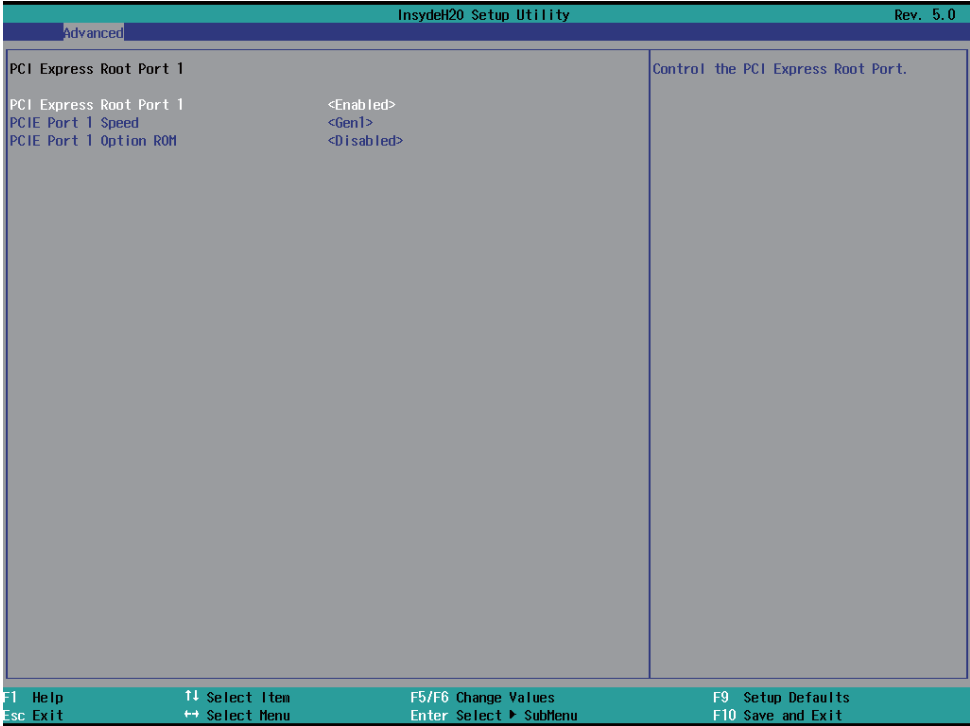 InsydeH20 Setup Utility Rev. 5.0
Advanced
PCI Express Root Port 1 Control the PCI Express Root Port.
PCI Express Root Port 1 <Enabled>
PCIE Port 1 Speed <Gen1>
PCIE Port 1 Option ROM <Disabled>
F1 Help ↑↓ Select Item F5/F6 Change Values F9 Setup Defaults
Esc Exit ←→ Select Menu Enter Select ▶ SubMenu F10 Save and Exit